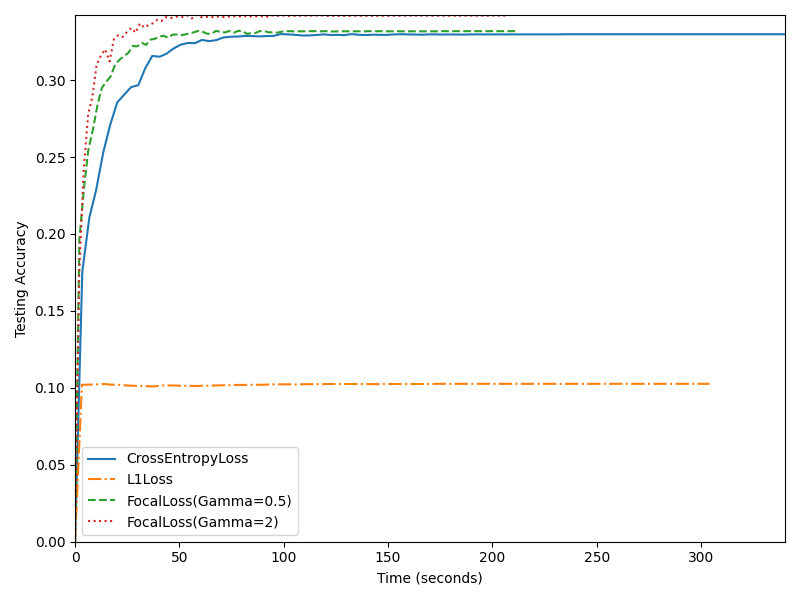 0.30
0.25
0.20
0.15
0.10
0.05
0.00
Testing Accuracy
CrossEntropyLoss
L1Loss
FocalLoss(Gamma=0.5)
FocalLoss(Gamma=2)
0 50 100 150 200 250 300
Time (seconds)